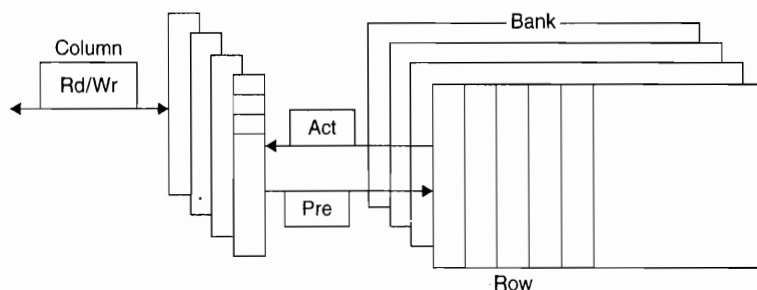 Column
Rd/Wr
Bank
Act
Pre
Row